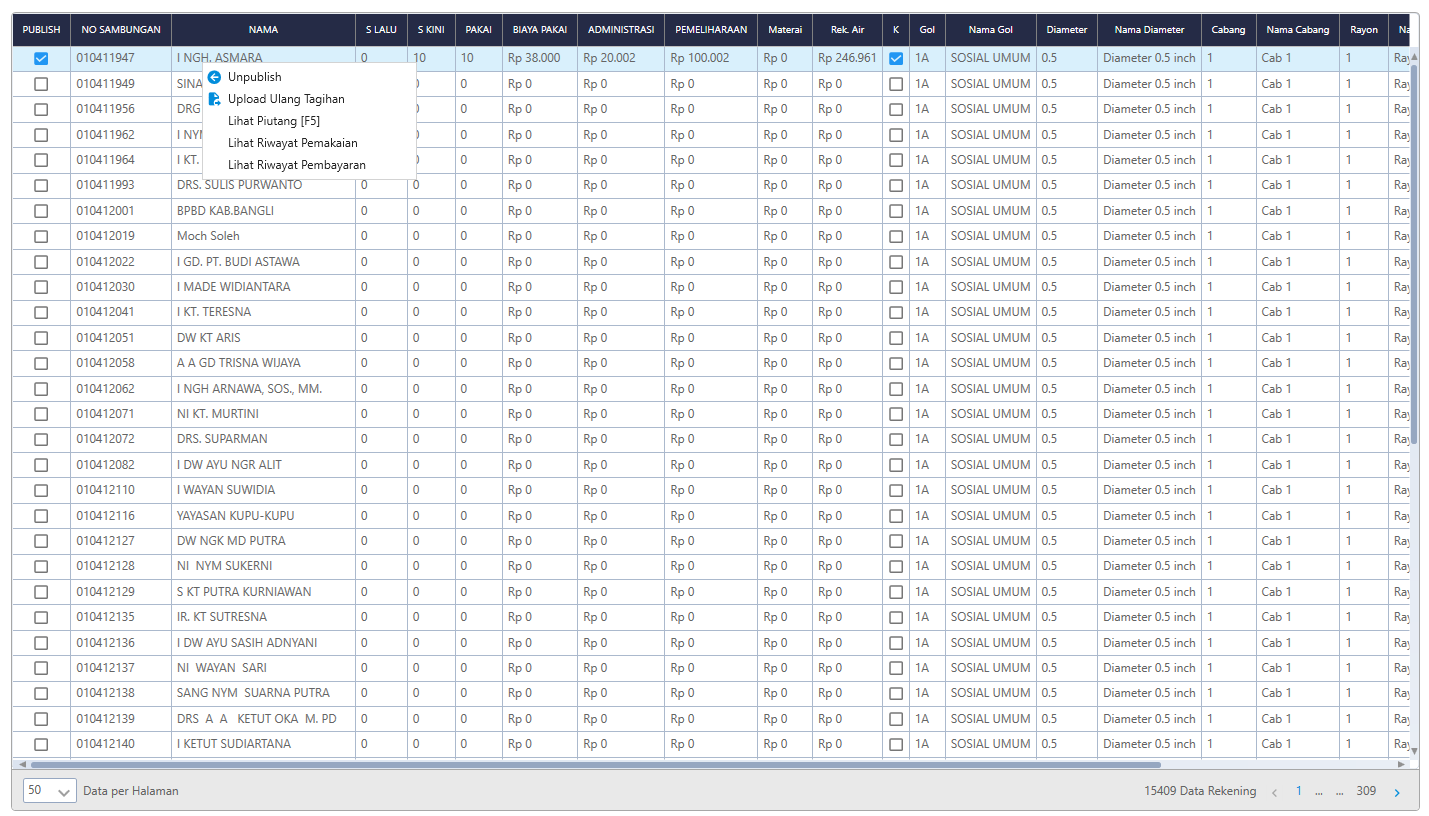 PUBLISH NO SAMBUNGAN NAMA S LALU S KINI PAKAI BIAYA PAKAI ADMINISTRASI PEMELIHARAAN Materai Rek. Air K Gol Nama Gol Diameter Nama Diameter Cabang Nama Cabang Rayon Na
010411947 I NGH. ASMARA 0 10 10 Rp 38.000 Rp 20.002 Rp 100.002 Rp 0 Rp 246.961 1A SOSIAL UMUM 0.5 Diameter 0.5 inch 1 Cab 1 1 Ray
Unpublish
010411949 SINA 0 Rp 0 Rp 0 Rp 0 Rp 0 Rp 0 1A SOSIAL UMUM 0.5 Diameter 0.5 inch 1 Cab 1 1 Ray
Upload Ulang Tagihan
010411956 DRG 0 Rp 0 Rp 0 Rp 0 Rp 0 Rp 0 1A SOSIAL UMUM 0.5 Diameter 0.5 inch 1 Cab 1 1 Ray
Lihat Piutang [F5]
010411962 I NYM 0 Rp 0 Rp 0 Rp 0 Rp 0 Rp 0 1A SOSIAL UMUM 0.5 Diameter 0.5 inch 1 Cab 1 1 Ray
Lihat Riwayat Pemakaian
010411964 I KT. 0 Rp 0 Rp 0 Rp 0 Rp 0 Rp 0 1A SOSIAL UMUM 0.5 Diameter 0.5 inch 1 Cab 1 1 Ray
Lihat Riwayat Pembayaran
010411993 DRS. SULIS PURWANTO 0 0 0 Rp 0 Rp 0 Rp 0 Rp 0 Rp 0 1A SOSIAL UMUM 0.5 Diameter 0.5 inch 1 Cab 1 1 Ray
010412001 BPBD KAB.BANGLI 0 0 0 Rp 0 Rp 0 Rp 0 Rp 0 Rp 0 1A SOSIAL UMUM 0.5 Diameter 0.5 inch 1 Cab 1 1 Ray
010412019 Moch Soleh 0 0 0 Rp 0 Rp 0 Rp 0 Rp 0 Rp 0 1A SOSIAL UMUM 0.5 Diameter 0.5 inch 1 Cab 1 1 Ray
010412022 I GD. PT. BUDI ASTAWA 0 0 0 Rp 0 Rp 0 Rp 0 Rp 0 Rp 0 1A SOSIAL UMUM 0.5 Diameter 0.5 inch 1 Cab 1 1 Ray
010412030 I MADE WIDIANTARA 0 0 0 Rp 0 Rp 0 Rp 0 Rp 0 Rp 0 1A SOSIAL UMUM 0.5 Diameter 0.5 inch 1 Cab 1 1 Ray
010412041 I KT. TERESNA 0 0 0 Rp 0 Rp 0 Rp 0 Rp 0 Rp 0 1A SOSIAL UMUM 0.5 Diameter 0.5 inch 1 Cab 1 1 Ray
010412051 DW KT ARIS 0 0 0 Rp 0 Rp 0 Rp 0 Rp 0 Rp 0 1A SOSIAL UMUM 0.5 Diameter 0.5 inch 1 Cab 1 1 Ray
010412058 A A GD TRISNA WIJAYA 0 0 0 Rp 0 Rp 0 Rp 0 Rp 0 Rp 0 1A SOSIAL UMUM 0.5 Diameter 0.5 inch 1 Cab 1 1 Ray
010412062 I NGH ARNAWA, SOS., MM. 0 0 0 Rp 0 Rp 0 Rp 0 Rp 0 Rp 0 1A SOSIAL UMUM 0.5 Diameter 0.5 inch 1 Cab 1 1 Ray
010412071 NI KT. MURTINI 0 0 0 Rp 0 Rp 0 Rp 0 Rp 0 Rp 0 1A SOSIAL UMUM 0.5 Diameter 0.5 inch 1 Cab 1 1 Ray
010412072 DRS. SUPARMAN 0 0 0 Rp 0 Rp 0 Rp 0 Rp 0 Rp 0 1A SOSIAL UMUM 0.5 Diameter 0.5 inch 1 Cab 1 1 Ray
010412082 I DW AYU NGR ALIT 0 0 0 Rp 0 Rp 0 Rp 0 Rp 0 Rp 0 1A SOSIAL UMUM 0.5 Diameter 0.5 inch 1 Cab 1 1 Ray
010412110 I WAYAN SUWIDIA 0 0 0 Rp 0 Rp 0 Rp 0 Rp 0 Rp 0 1A SOSIAL UMUM 0.5 Diameter 0.5 inch 1 Cab 1 1 Ray
010412116 YAYASAN KUPU-KUPU 0 0 0 Rp 0 Rp 0 Rp 0 Rp 0 Rp 0 1A SOSIAL UMUM 0.5 Diameter 0.5 inch 1 Cab 1 1 Ray
010412127 DW NGK MD PUTRA 0 0 0 Rp 0 Rp 0 Rp 0 Rp 0 Rp 0 1A SOSIAL UMUM 0.5 Diameter 0.5 inch 1 Cab 1 1 Ray
010412128 NI NYM SUKERNI 0 0 0 Rp 0 Rp 0 Rp 0 Rp 0 Rp 0 1A SOSIAL UMUM 0.5 Diameter 0.5 inch 1 Cab 1 1 Ray
010412129 S KT PUTRA KURNIAWAN 0 0 0 Rp 0 Rp 0 Rp 0 Rp 0 Rp 0 1A SOSIAL UMUM 0.5 Diameter 0.5 inch 1 Cab 1 1 Ray
010412135 IR. KT SUTRESNA 0 0 0 Rp 0 Rp 0 Rp 0 Rp 0 Rp 0 1A SOSIAL UMUM 0.5 Diameter 0.5 inch 1 Cab 1 1 Ray
010412136 I DW AYU SASIH ADNYANI 0 0 0 Rp 0 Rp 0 Rp 0 Rp 0 Rp 0 1A SOSIAL UMUM 0.5 Diameter 0.5 inch 1 Cab 1 1 Ray
010412137 NI WAYAN SARI 0 0 0 Rp 0 Rp 0 Rp 0 Rp 0 Rp 0 1A SOSIAL UMUM 0.5 Diameter 0.5 inch 1 Cab 1 1 Ray
010412138 SANG NYM SUARNA PUTRA 0 0 0 Rp 0 Rp 0 Rp 0 Rp 0 Rp 0 1A SOSIAL UMUM 0.5 Diameter 0.5 inch 1 Cab 1 1 Ray
010412139 DRS A A KETUT OKA M. PD 0 0 0 Rp 0 Rp 0 Rp 0 Rp 0 Rp 0 1A SOSIAL UMUM 0.5 Diameter 0.5 inch 1 Cab 1 1 Ray
010412140 I KETUT SUDIARTANA 0 0 0 Rp 0 Rp 0 Rp 0 Rp 0 Rp 0 1A SOSIAL UMUM 0.5 Diameter 0.5 inch 1 Cab 1 1 Ray
50 Data per Halaman 15409 Data Rekening 1 ... ... 309